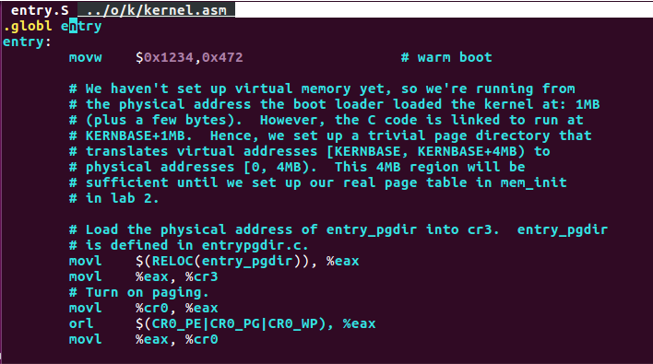 entry.S ../o/k/kernel.asm
.globl entry
entry:
movw $0x1234,0x472 # warm boot
# We haven't set up virtual memory yet, so we're running from
# the physical address the boot loader loaded the kernel at: 1MB
# (plus a few bytes). However, the C code is linked to run at
# KERNBASE+1MB. Hence, we set up a trivial page directory that
# translates virtual addresses [KERNBASE, KERNBASE+4MB) to
# physical addresses [0, 4MB). This 4MB region will be
# sufficient until we set up our real page table in mem_init
# in lab 2.
# Load the physical address of entry_pgdir into cr3. entry_pgdir
# is defined in entrypgdir.c.
movl $(RELOC(entry_pgdir)), %eax
movl %eax, %cr3
# Turn on paging.
movl %cr0, %eax
orl $(CR0_PE|CR0_PG|CR0_WP), %eax
movl %eax, %cr0